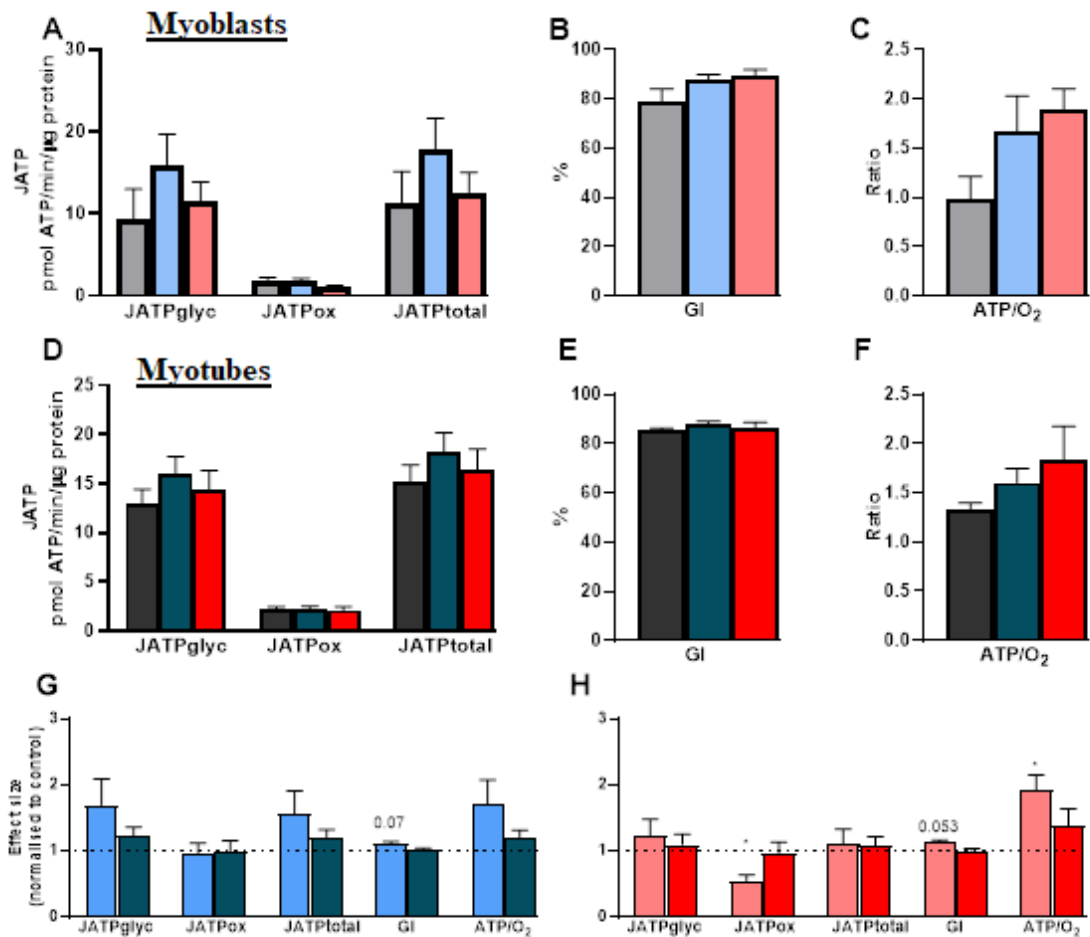 A Myoblasts
JATP
pmol ATP/min/µg protein
30
20
10
0
JATPglyc JATPox JATPtotal
B
%
100
80
60
40
20
0
GI
C
Ratio
2.5
2.0
1.5
1.0
0.5
0.0
ATP/O₂
D Myotubes
JATP
pmol ATP/min/µg protein
25
20
15
10
5
0
JATPglyc JATPox JATPtotal
E
%
100
80
60
40
20
0
GI
F
Ratio
2.5
2.0
1.5
1.0
0.5
0.0
ATP/O₂
G
Effect size
(normalised to control)
3
2
1
0
0.07
JATPglyc JATPox JATPtotal GI ATP/O₂
H
3
2
1
0
*
0.053
*
JATPglyc JATPox JATPtotal GI ATP/O₂